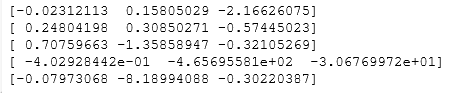 [-0.02312113  0.15805029 -2.16626075]
[ 0.24804198  0.30850271 -0.57445023]
[ 0.70759663 -1.35858947 -0.32105269]
[ -4.02928442e-01  -4.65695581e+02  -3.06769972e+01]
[-0.07973068 -8.18994088 -0.30220387]